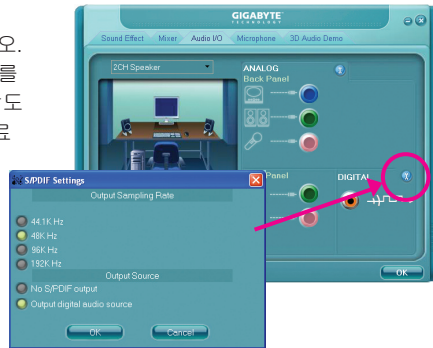 오.
를
도
료
GIGABYTE
TECHNOLOGY
Sound Effect Mixer Audio I/O Microphone 3D Audio Demo
2CH Speaker
ANALOG
Back Panel
Panel
DIGITAL
OK
S/PDIF Settings
Output Sampling Rate
44.1K Hz
48K Hz
96K Hz
192K Hz
Output Source
No S/PDIF output
Output digital audio source
OK Cancel